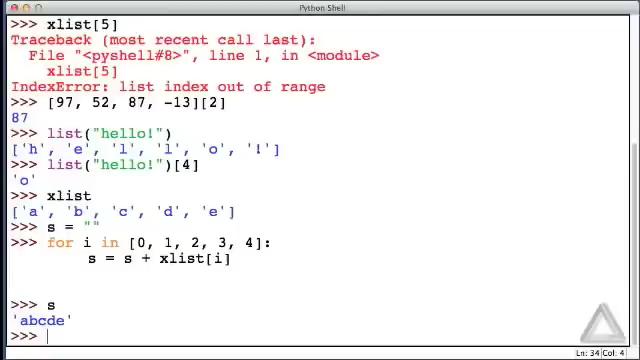 Python Shell
>>> xlist[5]
Traceback (most recent call last):
  File "<pyshell#8>", line 1, in <module>
    xlist[5]
IndexError: list index out of range
>>> [97, 52, 87, -13][2]
87
>>> list("hello!")
['h', 'e', 'l', 'l', 'o', '!']
>>> list("hello!")[4]
'o'
>>> xlist
['a', 'b', 'c', 'd', 'e']
>>> s = ""
>>> for i in [0, 1, 2, 3, 4]:
        s = s + xlist[i]
>>> s
'abcde'
>>>
Ln: 34 Col: 4